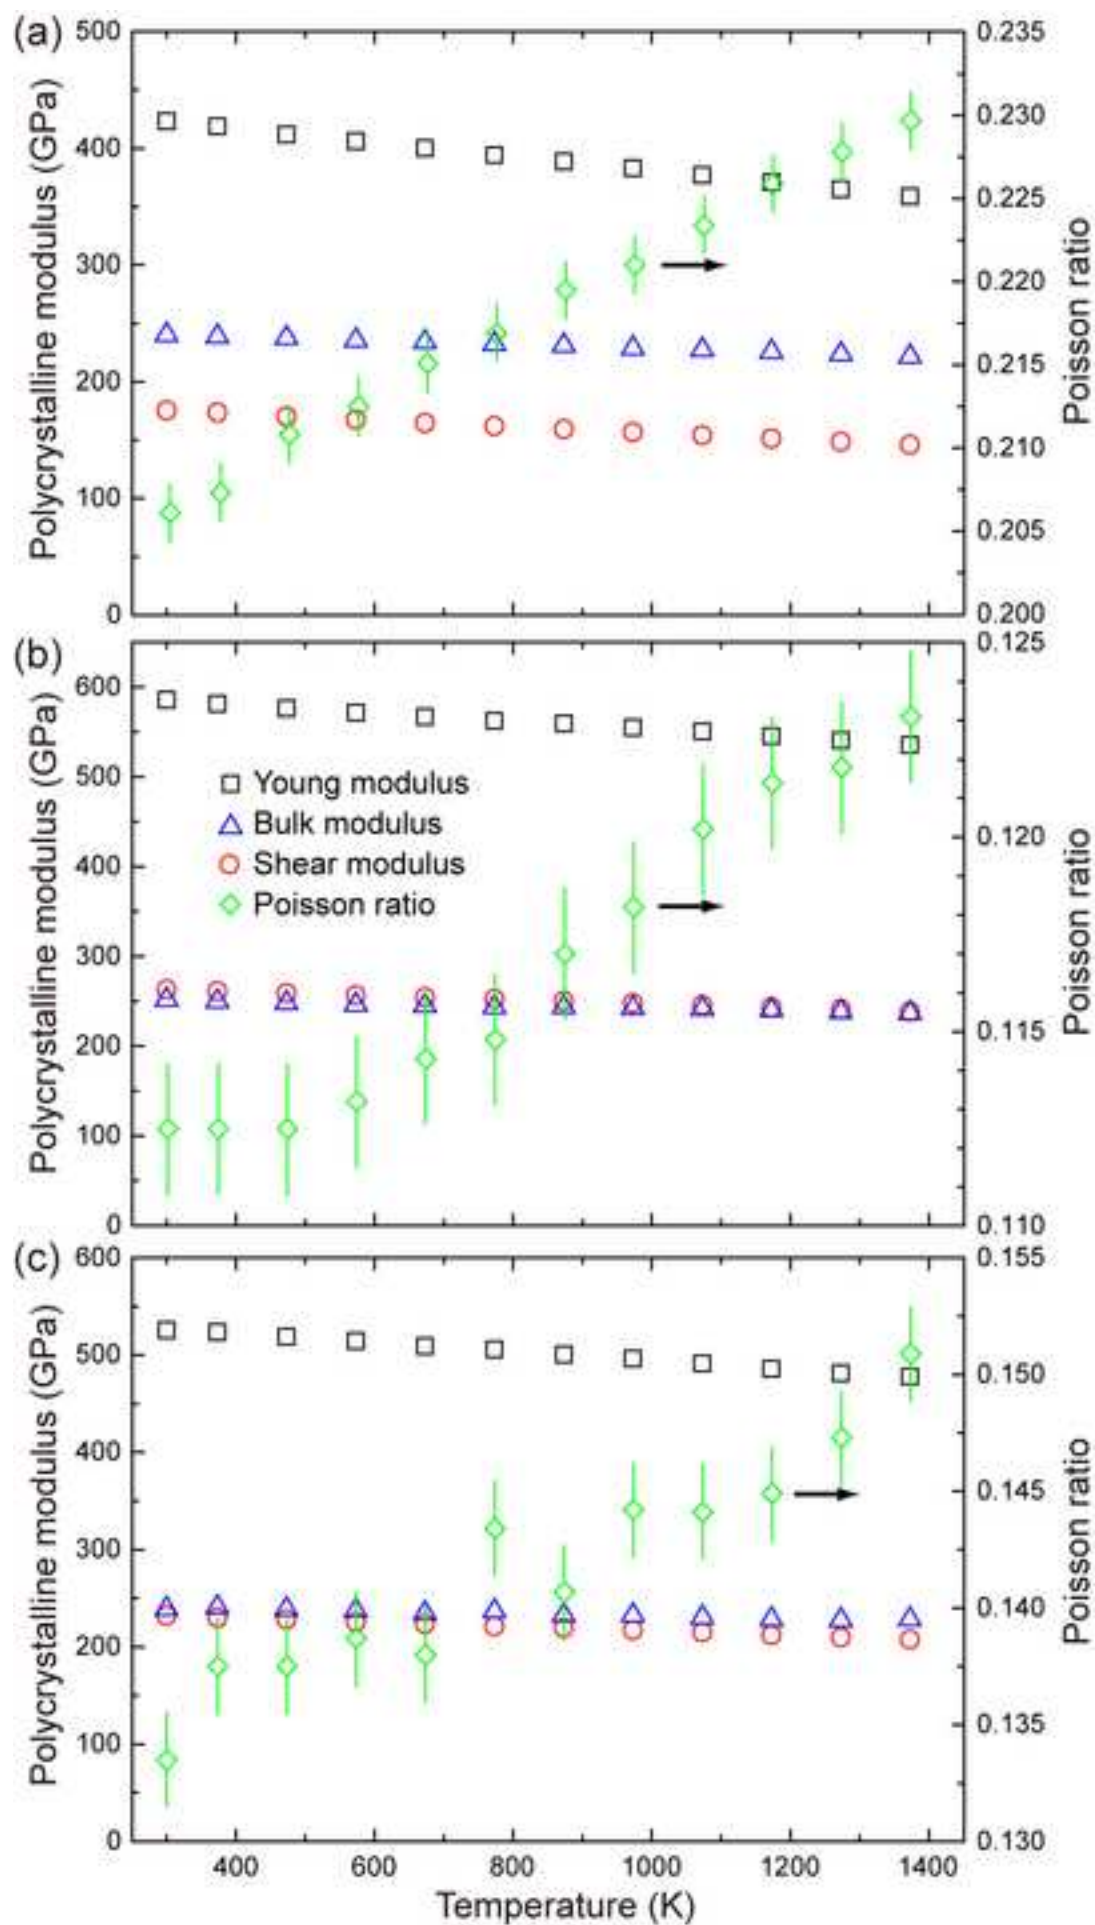 (a)
500
400
300
200
100
0
Polycrystalline modulus (GPa)
0.235
0.230
0.225
0.220
0.215
0.210
0.205
0.200
Poisson ratio
(b)
600
500
400
300
200
100
0
Polycrystalline modulus (GPa)
Young modulus
Bulk modulus
Shear modulus
Poisson ratio
0.125
0.120
0.115
0.110
Poisson ratio
(c)
600
500
400
300
200
100
0
Polycrystalline modulus (GPa)
0.155
0.150
0.145
0.140
0.135
0.130
Poisson ratio
400 600 800 1000 1200 1400
Temperature (K)